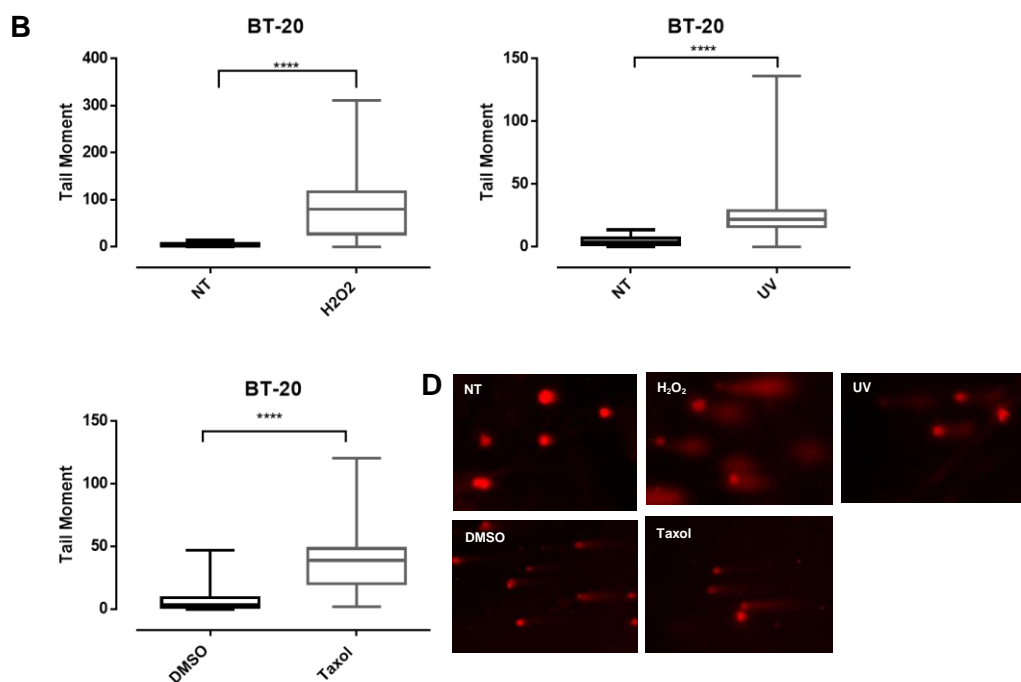 B
BT-20
400
300
200
100
0
Tail Moment
****
NT
H2O2
BT-20
150
100
50
0
Tail Moment
****
NT
UV
BT-20
150
100
50
0
Tail Moment
****
DMSO
Taxol
D
NT
H₂O₂
UV
DMSO
Taxol